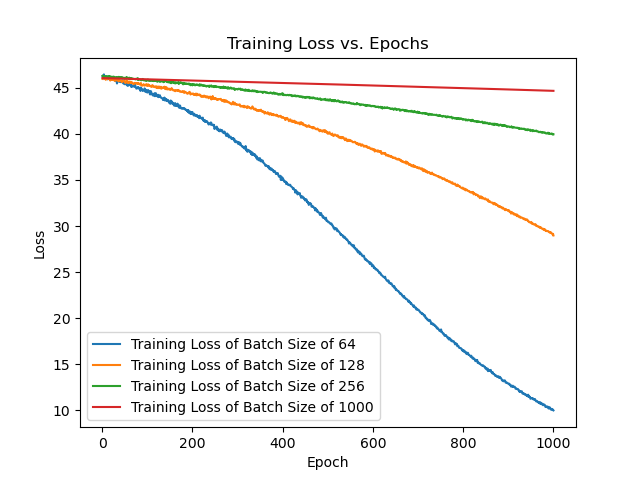 Training Loss vs. Epochs
45
40
35
30
25
20
15
10
Loss
Training Loss of Batch Size of 64
Training Loss of Batch Size of 128
Training Loss of Batch Size of 256
Training Loss of Batch Size of 1000
0 200 400 600 800 1000
Epoch